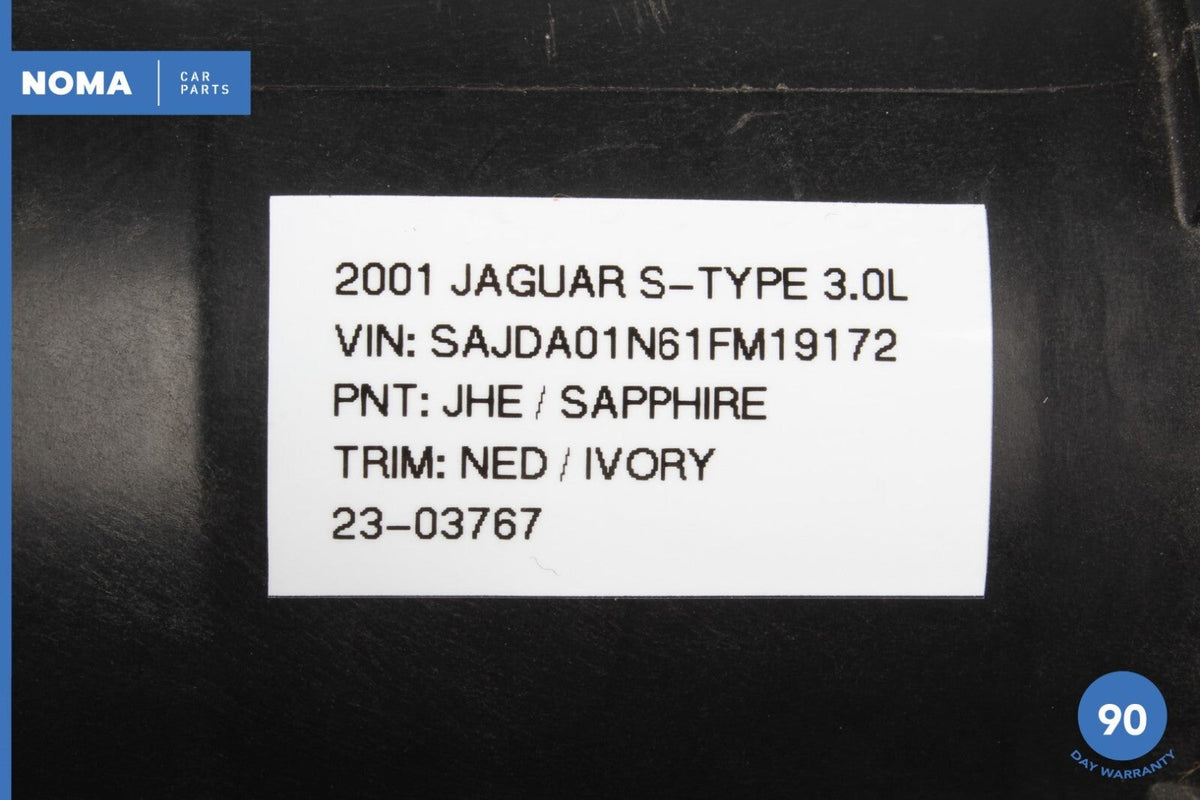 NOMA
CAR
PARTS
2001 JAGUAR S-TYPE 3.0L
VIN: SAJDA01N61FM19172
PNT: JHE / SAPPHIRE
TRIM: NED / IVORY
23-03767
90
DAY WARRANTY